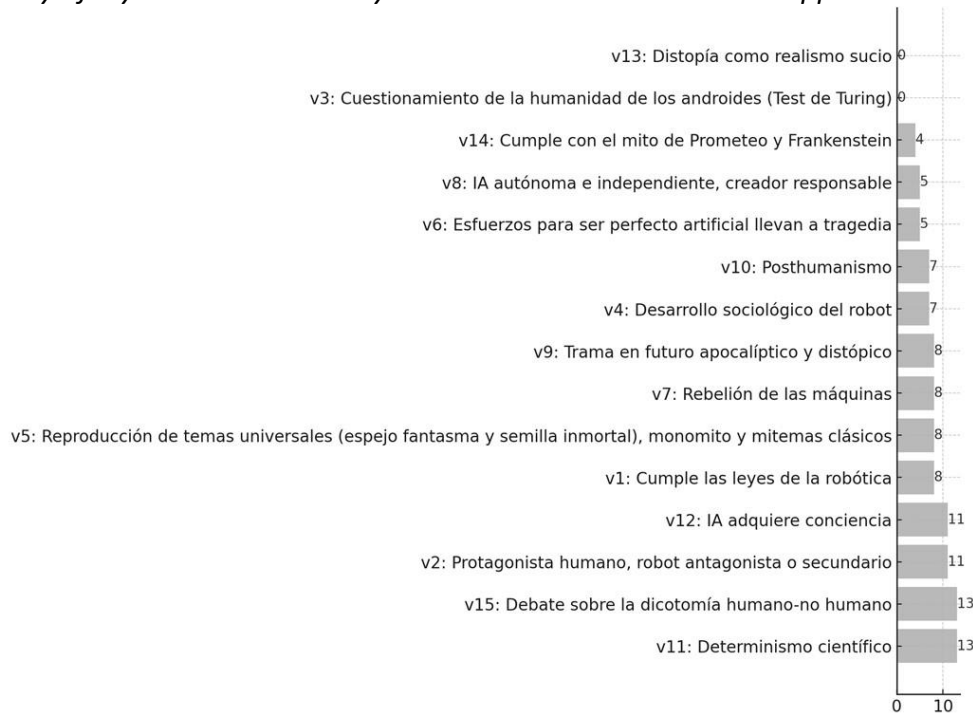 v13: Distopía como realismo sucio 0
v3: Cuestionamiento de la humanidad de los androides (Test de Turing) 0
v14: Cumple con el mito de Prometeo y Frankenstein 4
v8: IA autónoma e independiente, creador responsable 5
v6: Esfuerzos para ser perfecto artificial llevan a tragedia 5
v10: Posthumanismo 7
v4: Desarrollo sociológico del robot 7
v9: Trama en futuro apocalíptico y distópico 8
v7: Rebelión de las máquinas 8
v5: Reproducción de temas universales (espejo fantasma y semilla inmortal), monomito y mitemas clásicos 8
v1: Cumple las leyes de la robótica 8
v12: IA adquiere conciencia 11
v2: Protagonista humano, robot antagonista o secundario 11
v15: Debate sobre la dicotomía humano-no humano 13
v11: Determinismo científico 13
0 10